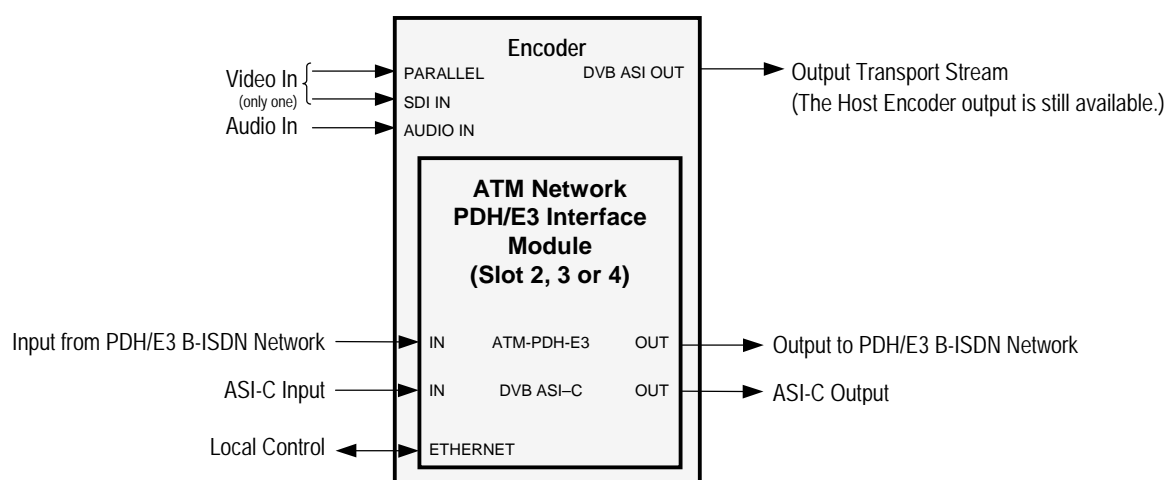 Encoder
Video In
(only one)
PARALLEL
DVB ASI OUT
Output Transport Stream
(The Host Encoder output is still available.)
SDI IN
Audio In
AUDIO IN
ATM Network
PDH/E3 Interface
Module
(Slot 2, 3 or 4)
Input from PDH/E3 B-ISDN Network
IN
ATM-PDH-E3
OUT
Output to PDH/E3 B-ISDN Network
ASI-C Input
IN
DVB ASI–C
OUT
ASI-C Output
Local Control
ETHERNET